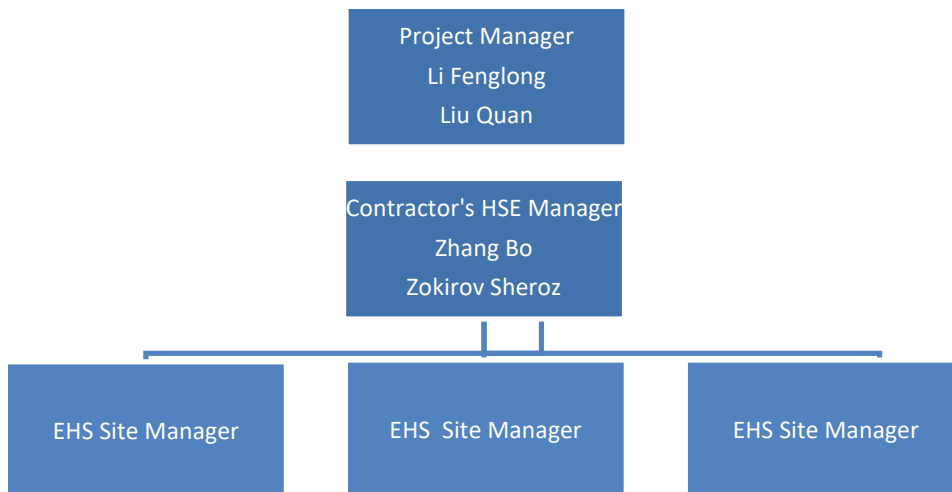 Project Manager
Li Fenglong
Liu Quan
Contractor's HSE Manager
Zhang Bo
Zokirov Sheroz
EHS Site Manager
EHS  Site Manager
EHS Site Manager